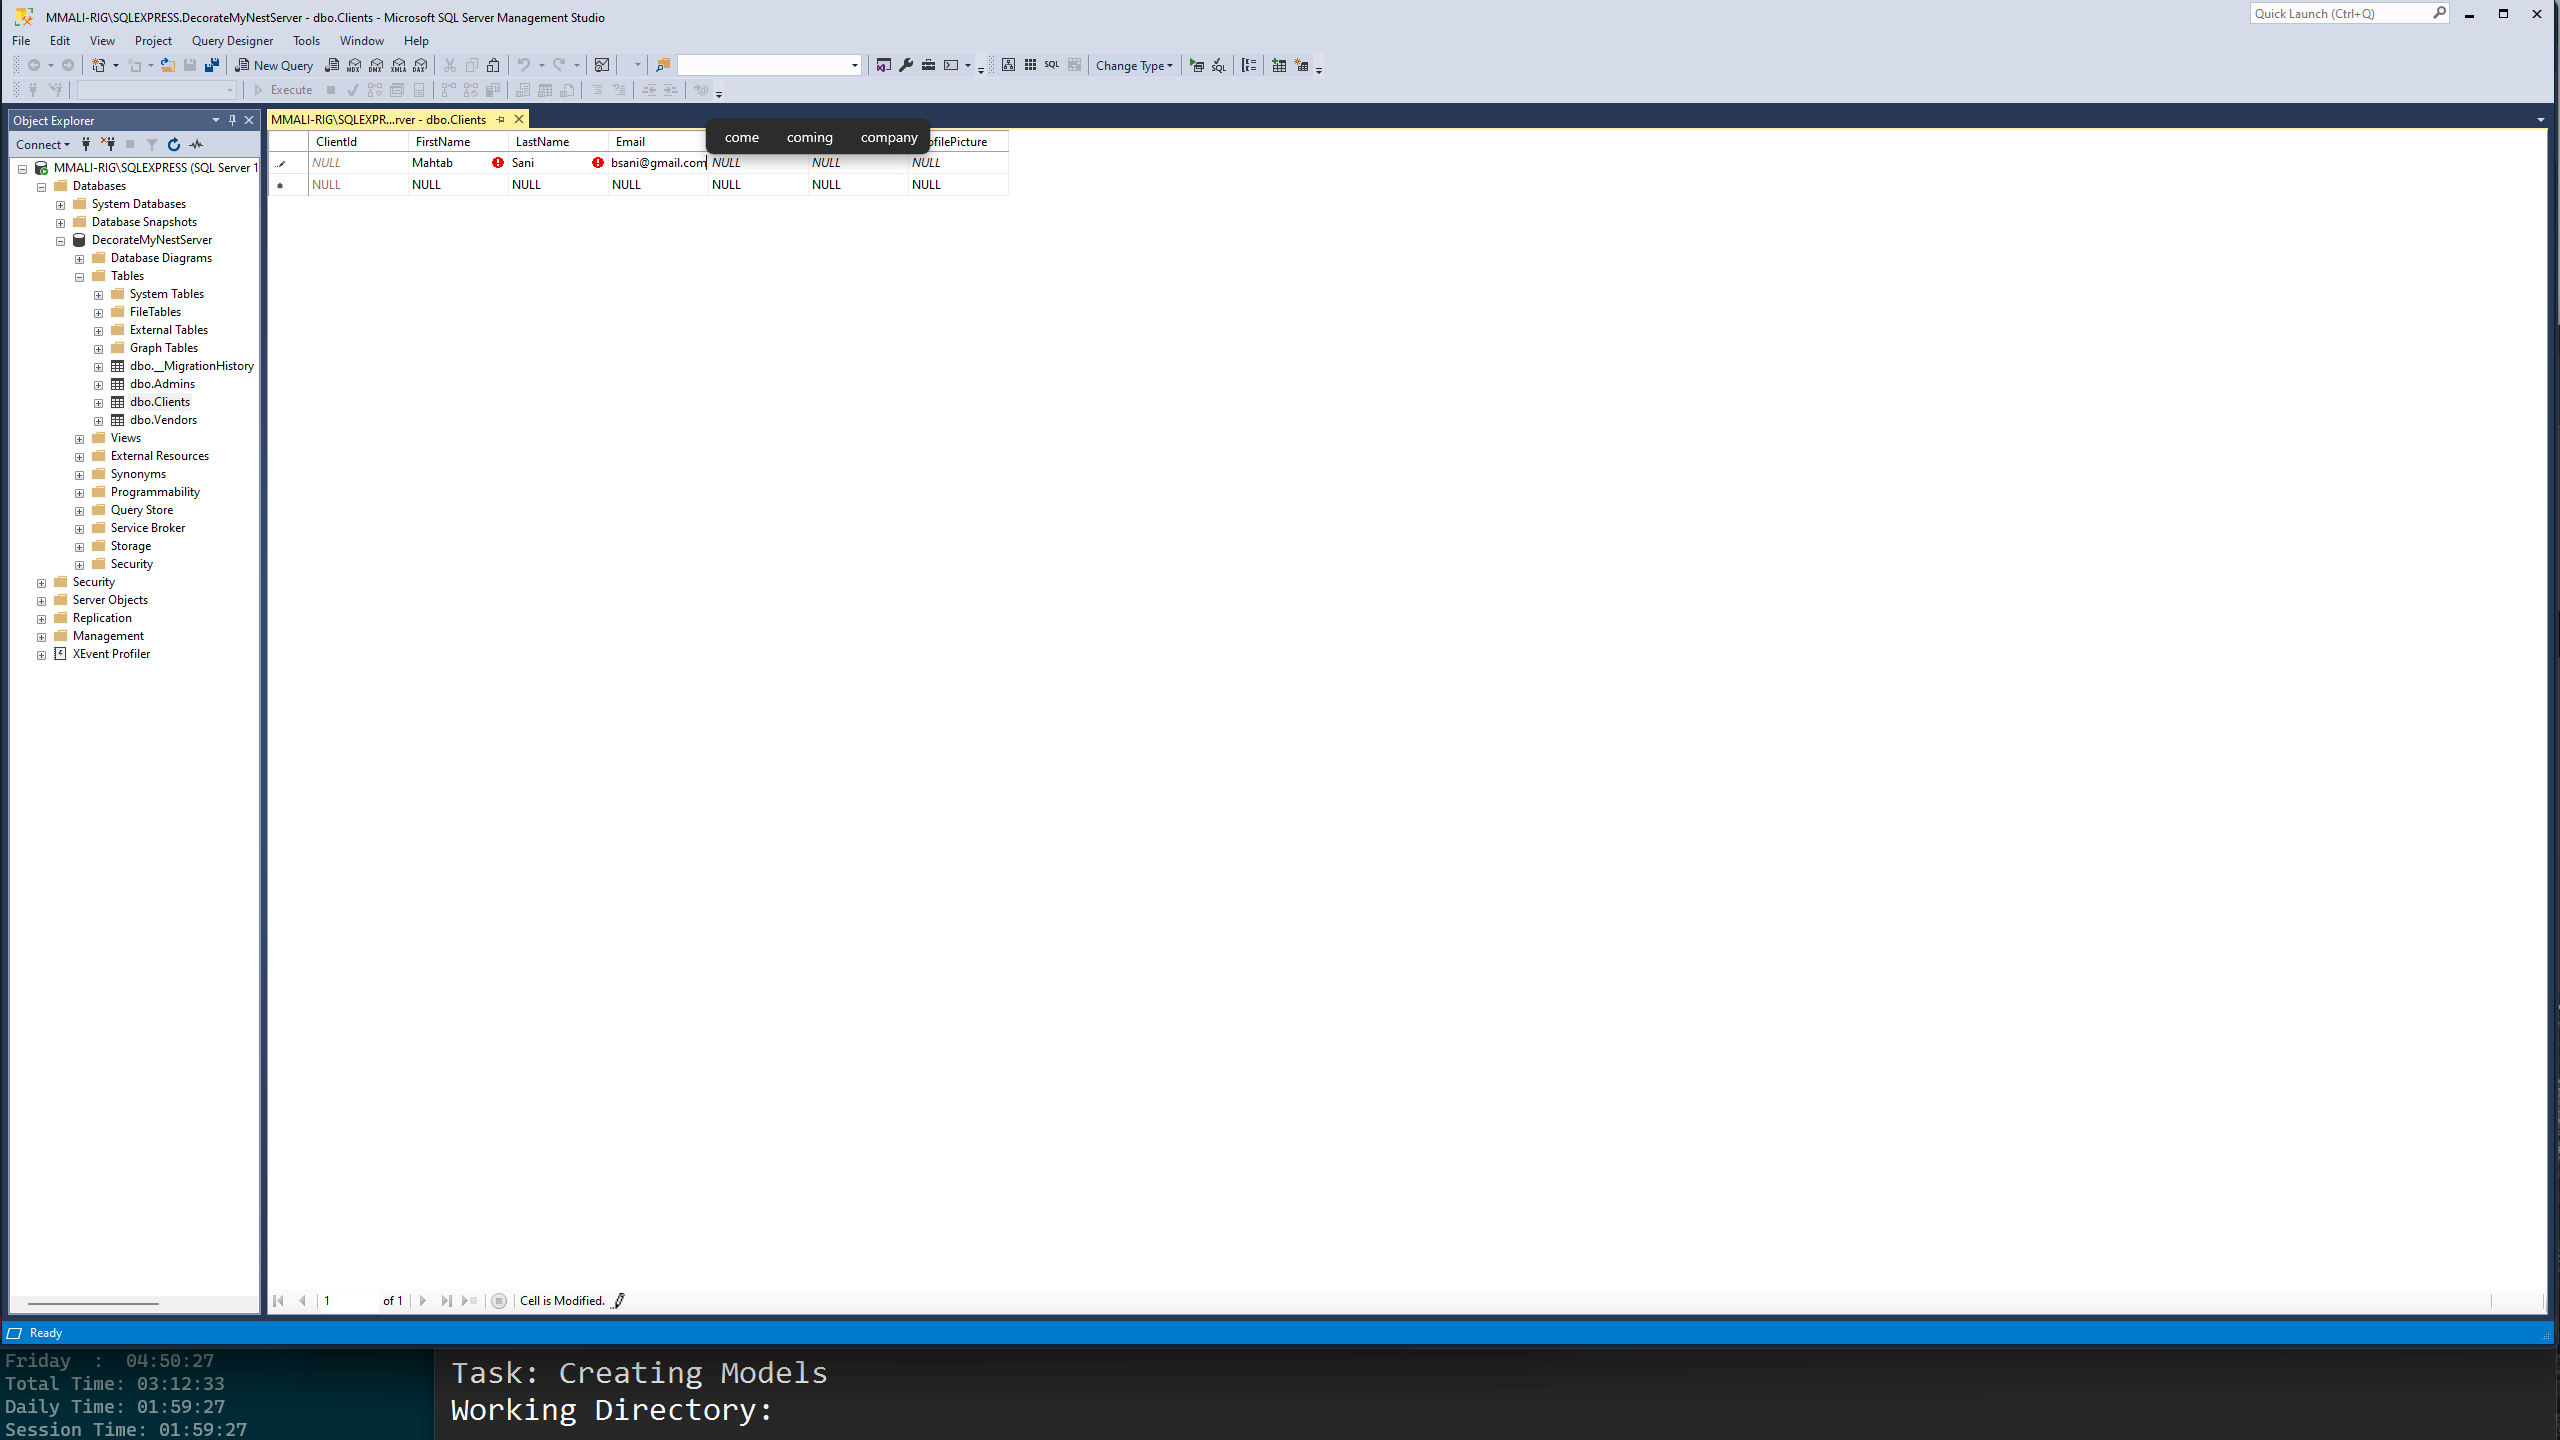 MMALI-RIG\SQLEXPRESS.DecorateMyNestServer - dbo.Clients - Microsoft SQL Server Management Studio
Quick Launch (Ctrl+Q)
File Edit View Project Query Designer Tools Window Help
New Query MDX DMX XMLA DAX SQL Change Type
Execute
Object Explorer
MMALI-RIG\SQLEXPR...rver - dbo.Clients
come coming company
Connect
ClientId FirstName LastName Email ofilePicture
NULL Mahtab Sani bsani@gmail.com NULL NULL NULL
NULL NULL NULL NULL NULL NULL NULL
MMALI-RIG\SQLEXPRESS (SQL Server 1
Databases
System Databases
Database Snapshots
DecorateMyNestServer
Database Diagrams
Tables
System Tables
FileTables
External Tables
Graph Tables
dbo.__MigrationHistory
dbo.Admins
dbo.Clients
dbo.Vendors
Views
External Resources
Synonyms
Programmability
Query Store
Service Broker
Storage
Security
Security
Server Objects
Replication
Management
XEvent Profiler
1 of 1 Cell is Modified.
Ready
Friday : 04:50:27
Total Time: 03:12:33
Daily Time: 01:59:27
Session Time: 01:59:27
Task: Creating Models
Working Directory: